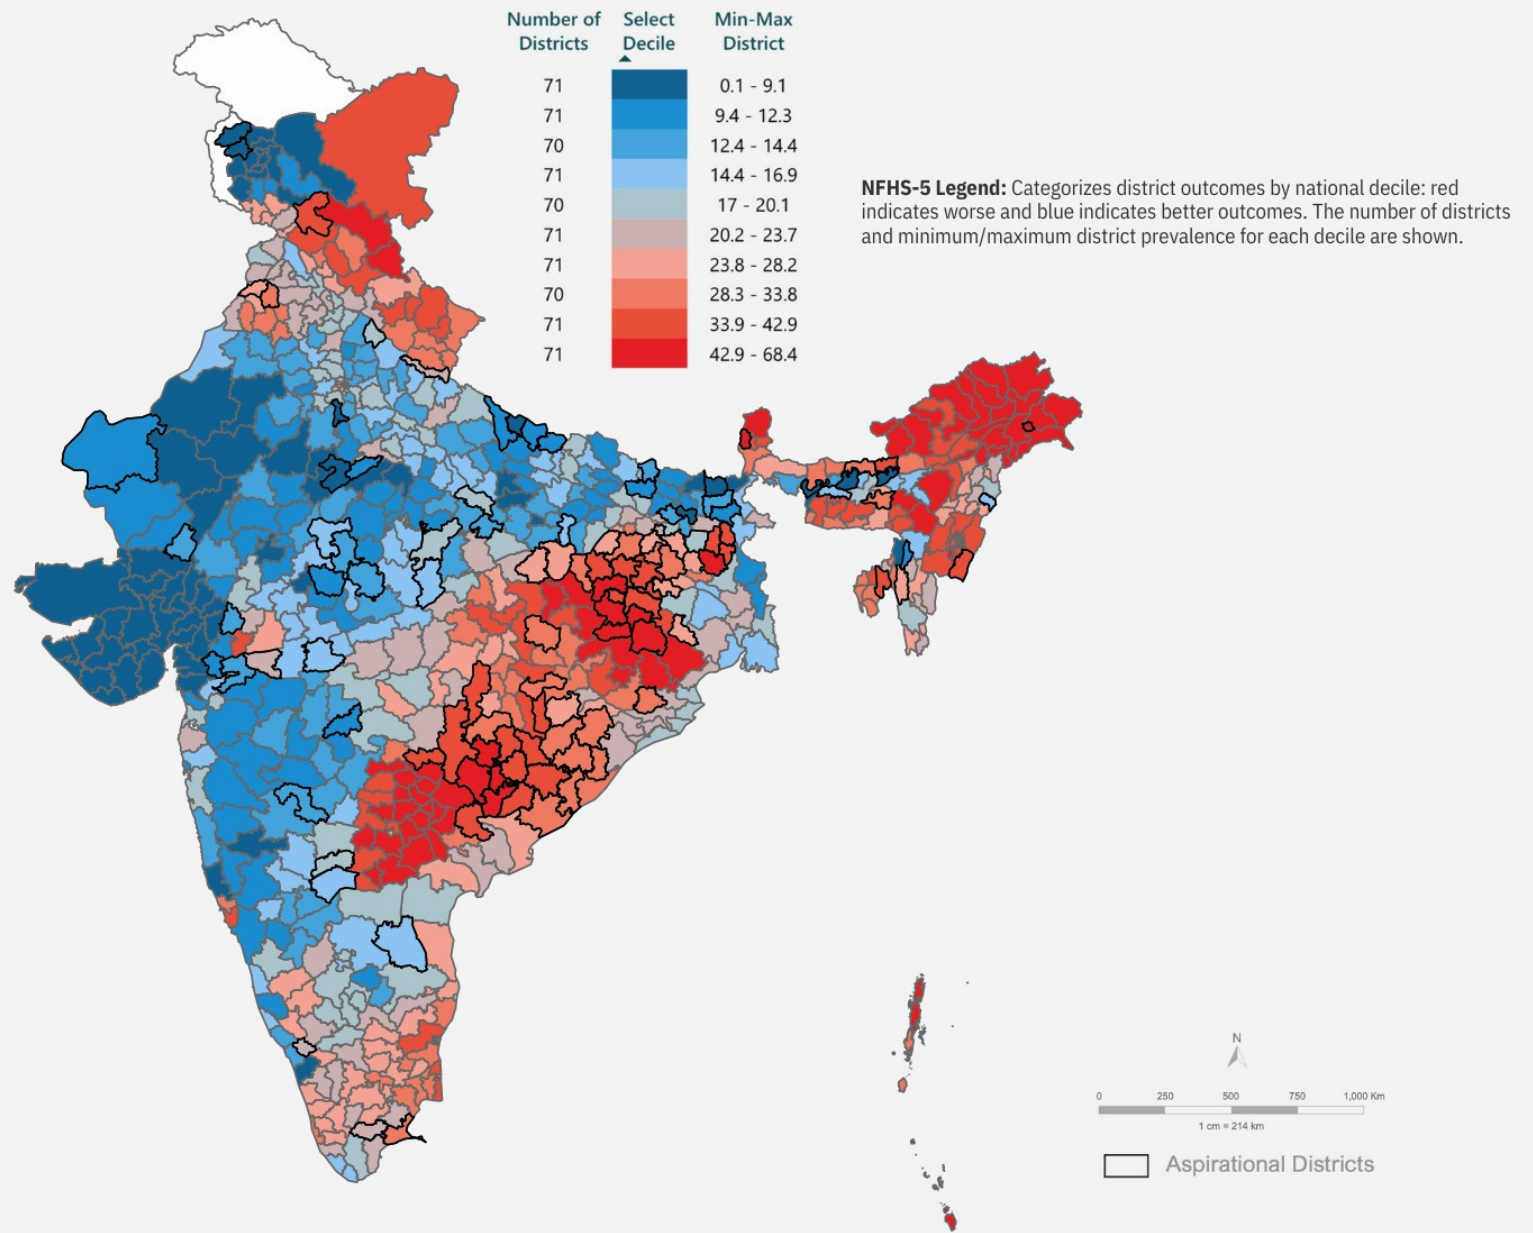 Number of Districts
Select Decile
Min-Max District
71 0.1 - 9.1
71 9.4 - 12.3
70 12.4 - 14.4
71 14.4 - 16.9
70 17 - 20.1
71 20.2 - 23.7
71 23.8 - 28.2
70 28.3 - 33.8
71 33.9 - 42.9
71 42.9 - 68.4
NFHS-5 Legend: Categorizes district outcomes by national decile: red
indicates worse and blue indicates better outcomes. The number of districts
and minimum/maximum district prevalence for each decile are shown.
N
0 250 500 750 1,000 Km
1 cm = 214 km
Aspirational Districts